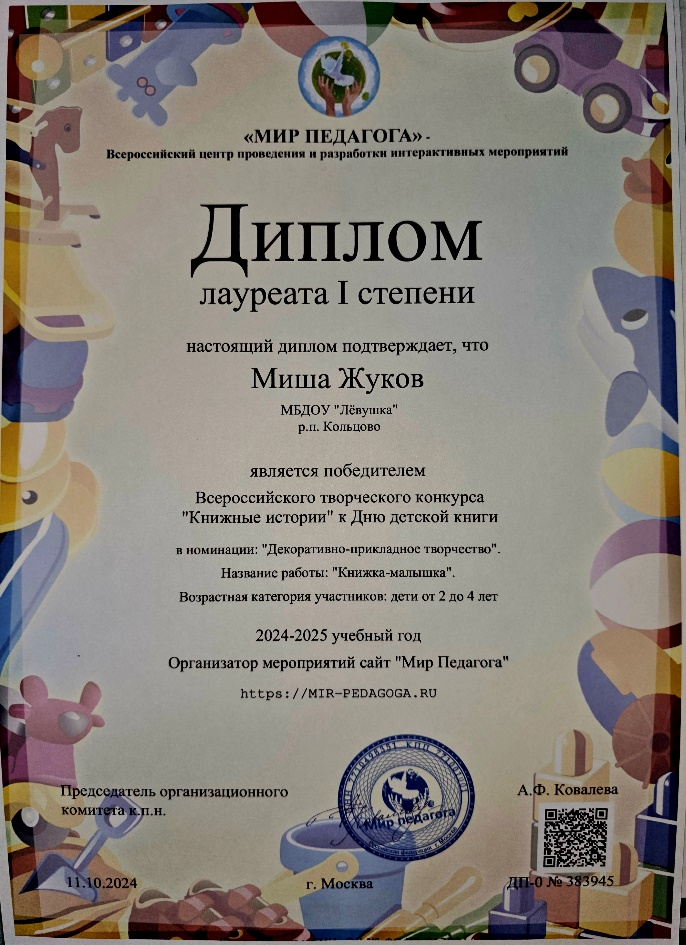 «МИР ПЕДАГОГА» -
Всероссийский центр проведения и разработки интерактивных мероприятий
Диплом
лауреата I степени
настоящий диплом подтверждает, что
Миша Жуков
МБДОУ "Лёвушка"
р.п. Кольцово
является победителем
Всероссийского творческого конкурса
"Книжные истории" к Дню детской книги
в номинации: "Декоративно-прикладное творчество".
Название работы: "Книжка-малышка".
Возрастная категория участников: дети от 2 до 4 лет
2024-2025 учебный год
Организатор мероприятий сайт "Мир Педагога"
https://MIR-PEDAGOGA.RU
Председатель организационного
комитета к.п.н.
А.Ф. Ковалева
Мир педагога
11.10.2024
г. Москва
ДП-0 № 383945